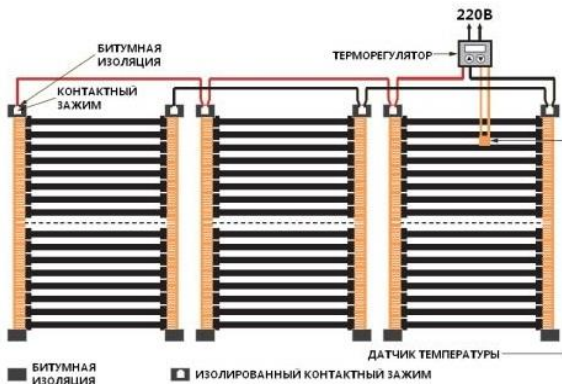 220В
ТЕРМОРЕГУЛЯТОР
БИТУМНАЯ
ИЗОЛЯЦИЯ
КОНТАКТНЫЙ
ЗАЖИМ
ДАТЧИК ТЕМПЕРАТУРЫ
БИТУМНАЯ
ИЗОЛЯЦИЯ
ИЗОЛИРОВАННЫЙ КОНТАКТНЫЙ ЗАЖИМ